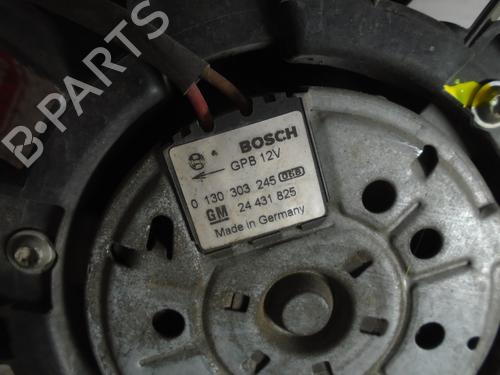 B-PARTS
BOSCH
GPB 12V
0 130 303 245
GM 24 431 825
Made in Germany